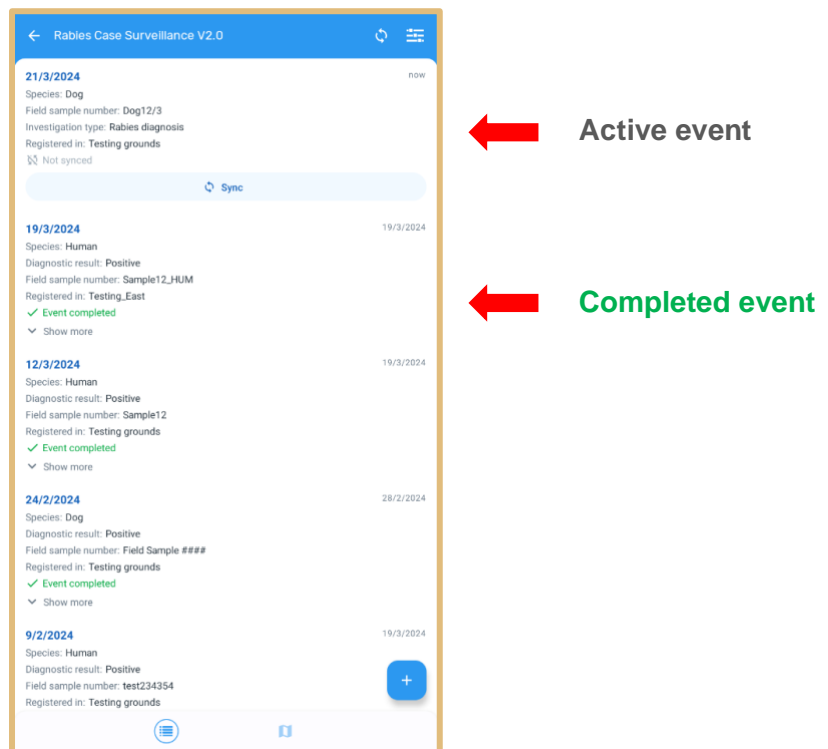 Rabies Case Surveillance V2.0
21/3/2024 now
Species: Dog
Field sample number: Dog12/3
Investigation type: Rabies diagnosis
Registered in: Testing grounds
Not synced
Sync
Active event
19/3/2024 19/3/2024
Species: Human
Diagnostic result: Positive
Field sample number: Sample12_HUM
Registered in: Testing_East
Event completed
Show more
Completed event
12/3/2024 19/3/2024
Species: Human
Diagnostic result: Positive
Field sample number: Sample12
Registered in: Testing grounds
Event completed
Show more
24/2/2024 28/2/2024
Species: Dog
Diagnostic result: Positive
Field sample number: Field Sample ####
Registered in: Testing grounds
Event completed
Show more
9/2/2024 19/3/2024
Species: Human
Diagnostic result: Positive
Field sample number: test234354
Registered in: Testing grounds